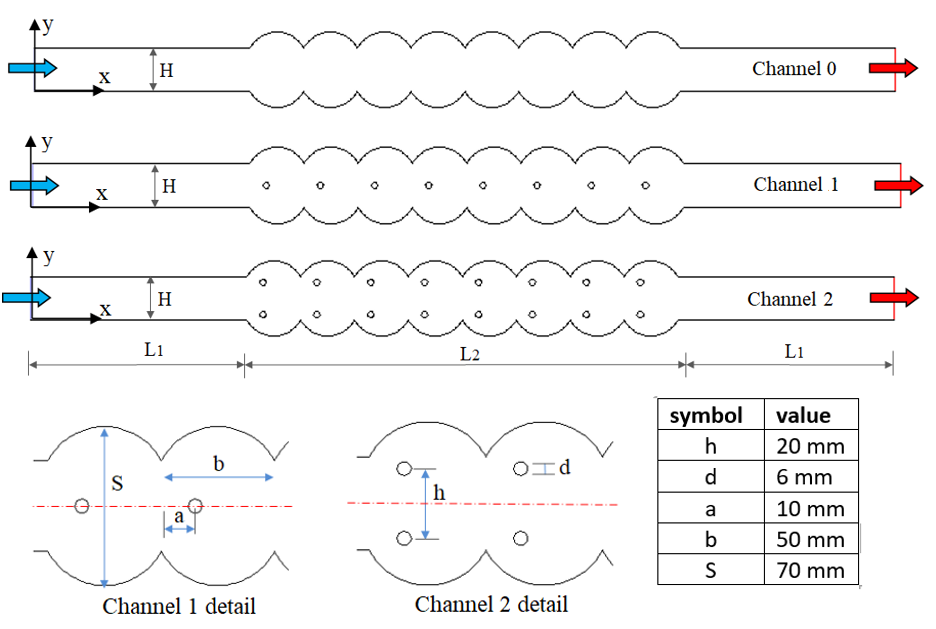 y
x
H
Channel 0
y
x
H
Channel 1
y
x
H
Channel 2
L1
L2
L1
S
b
a
Channel 1 detail
d
h
Channel 2 detail
symbol value
h 20 mm
d 6 mm
a 10 mm
b 50 mm
S 70 mm